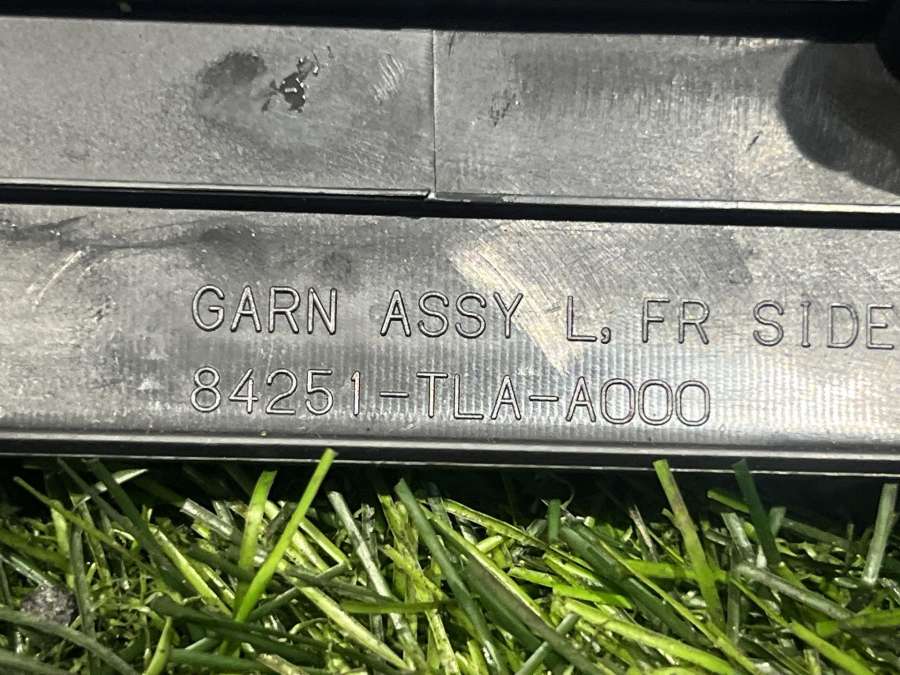 GARN ASSY L, FR SIDE
84251-TLA-A000